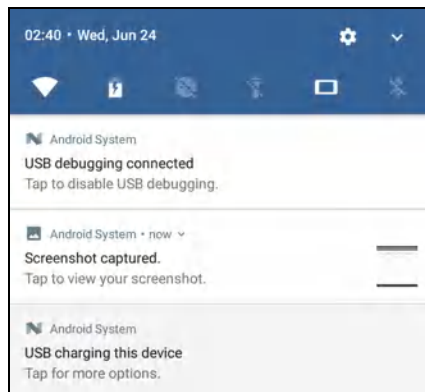 02:40 • Wed, Jun 24
Android System
USB debugging connected
Tap to disable USB debugging.
Android System • now
Screenshot captured.
Tap to view your screenshot.
Android System
USB charging this device
Tap for more options.